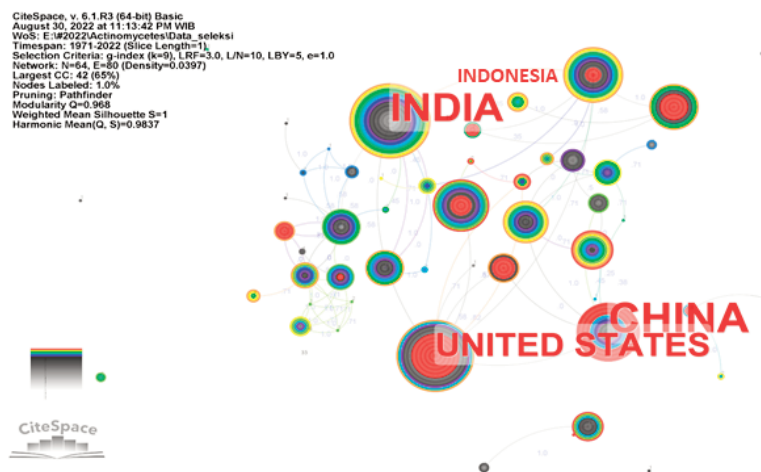 CiteSpace, v. 6.1.R3 (64-bit) Basic
August 30, 2022 at 11:13:42 PM WIB
WoS: E:\#2022\Actinomycetes\Data_seleksi
Timespan: 1971-2022 (Slice Length=1)
Selection Criteria: g-index (k=9), LRF=3.0, L/N=10, LBY=5, e=1.0
Network: N=64, E=80 (Density=0.0397)
Largest CC: 42 (65%)
Nodes Labeled: 1.0%
Pruning: Pathfinder
Modularity Q=0.968
Weighted Mean Silhouette S=1
Harmonic Mean(Q, S)=0.9837
INDONESIA
INDIA
CHINA
UNITED STATES
CiteSpace